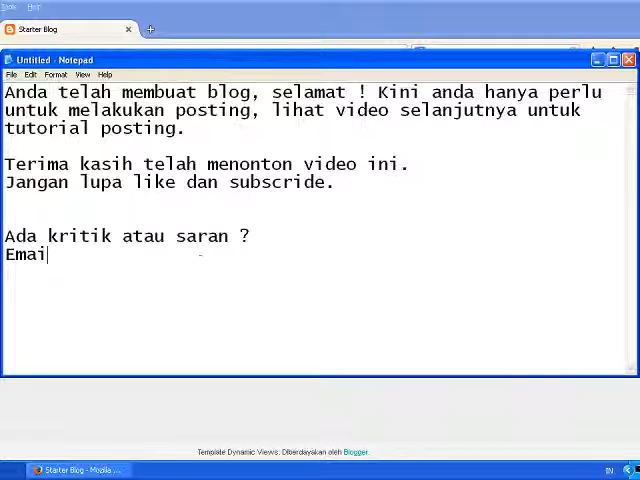 Tools Help
Starter Blog
Untitled - Notepad
File Edit Format View Help
Anda telah membuat blog, selamat ! Kini anda hanya perlu
untuk melakukan posting, lihat video selanjutnya untuk
tutorial posting.
Terima kasih telah menonton video ini.
Jangan lupa like dan subscride.
Ada kritik atau saran ?
Emai
Template Dynamic Views. Diberdayakan oleh Blogger.
Starter Blog - Mozilla ...
IN